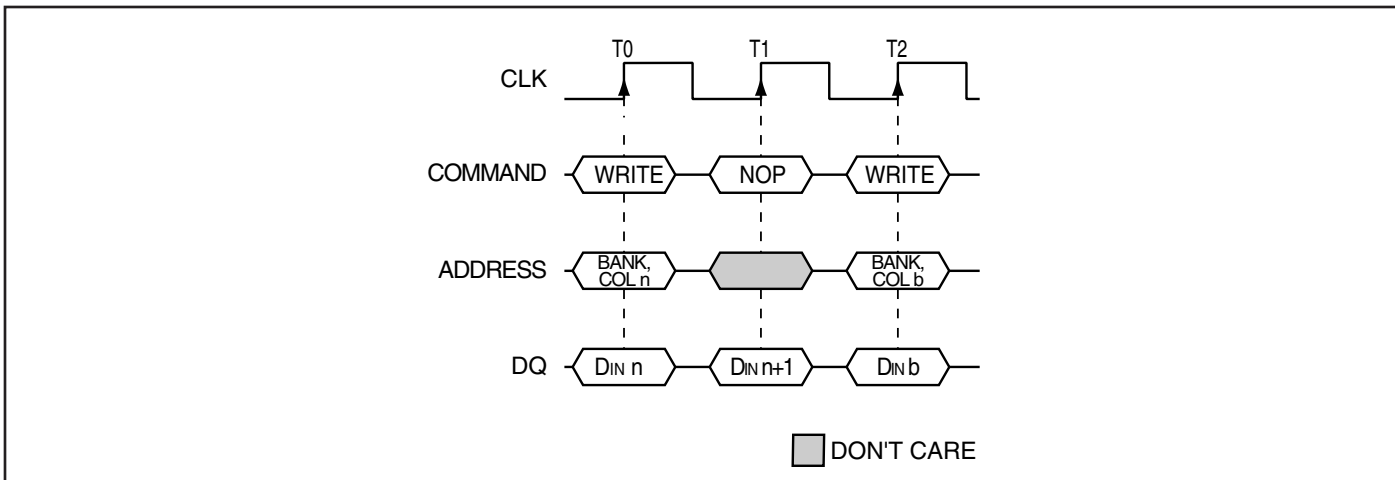 T0 T1 T2
CLK
COMMAND WRITE NOP WRITE
ADDRESS BANK, COL n BANK, COL b
DQ DIN n DIN n+1 DIN b
DON'T CARE